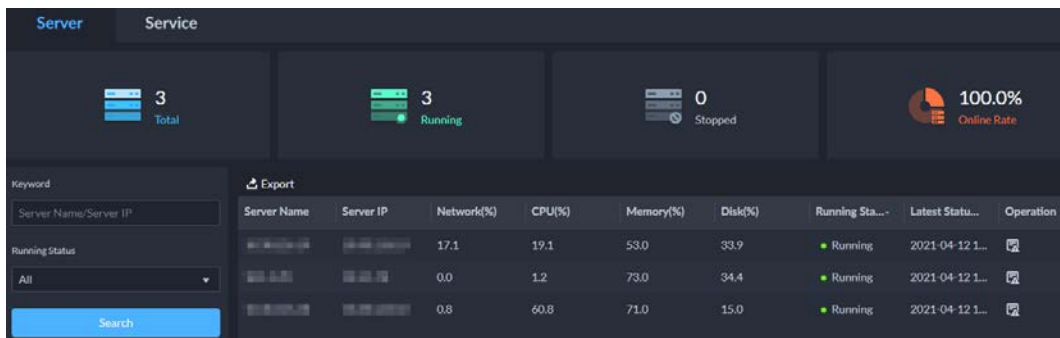 Server Service
3 3 0 100.0%
Total Running Stopped Online Rate
Keyword
Export
Server Name/Server IP
Server Name Server IP Network(%) CPU(%) Memory(%) Disk(%) Running Sta... Latest Statu... Operation
Running Status
17.1 19.1 53.0 33.9 Running 2021-04-12 1...
All
0.0 1.2 73.0 34.4 Running 2021-04-12 1...
0.8 60.8 71.0 15.0 Running 2021-04-12 1...
Search